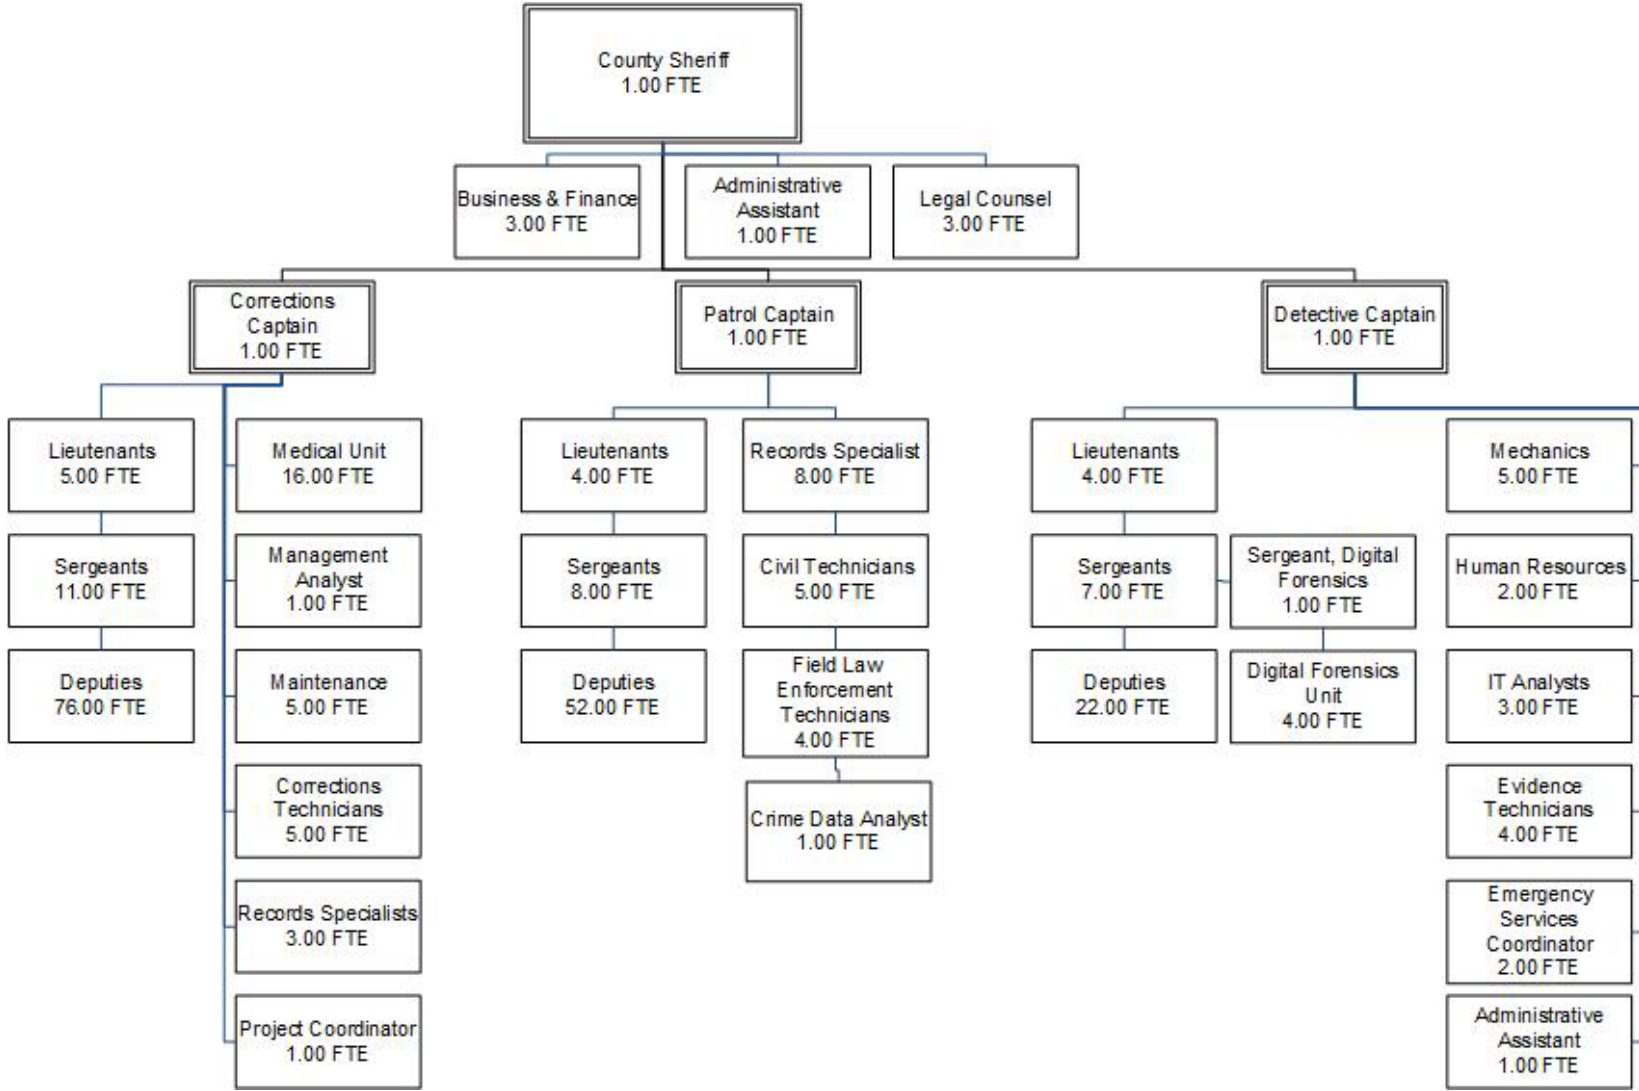 County Sheriff
1.00 FTE
Business & Finance
3.00 FTE
Administrative
Assistant
1.00 FTE
Legal Counsel
3.00 FTE
Corrections
Captain
1.00 FTE
Patrol Captain
1.00 FTE
Detective Captain
1.00 FTE
Lieutenants
5.00 FTE
Sergeants
11.00 FTE
Deputies
76.00 FTE
Medical Unit
16.00 FTE
Management
Analyst
1.00 FTE
Maintenance
5.00 FTE
Corrections
Technicians
5.00 FTE
Records Specialists
3.00 FTE
Project Coordinator
1.00 FTE
Lieutenants
4.00 FTE
Sergeants
8.00 FTE
Deputies
52.00 FTE
Records Specialist
8.00 FTE
Civil Technicians
5.00 FTE
Field Law
Enforcement
Technicians
4.00 FTE
Crime Data Analyst
1.00 FTE
Lieutenants
4.00 FTE
Sergeants
7.00 FTE
Deputies
22.00 FTE
Sergeant, Digital
Forensics
1.00 FTE
Digital Forensics
Unit
4.00 FTE
Mechanics
5.00 FTE
Human Resources
2.00 FTE
IT Analysts
3.00 FTE
Evidence
Technicians
4.00 FTE
Emergency
Services
Coordinator
2.00 FTE
Administrative
Assistant
1.00 FTE